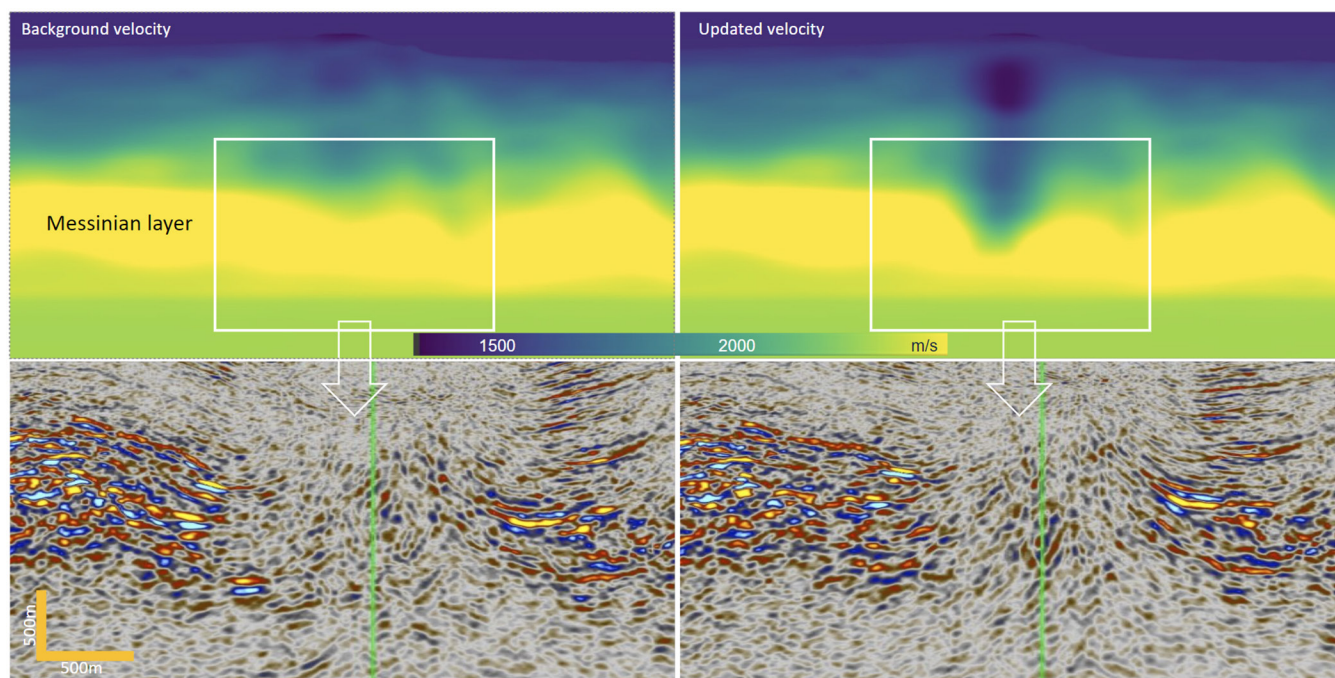 Background velocity
Updated velocity
Messinian layer
1500
2000
m/s
500m
500m